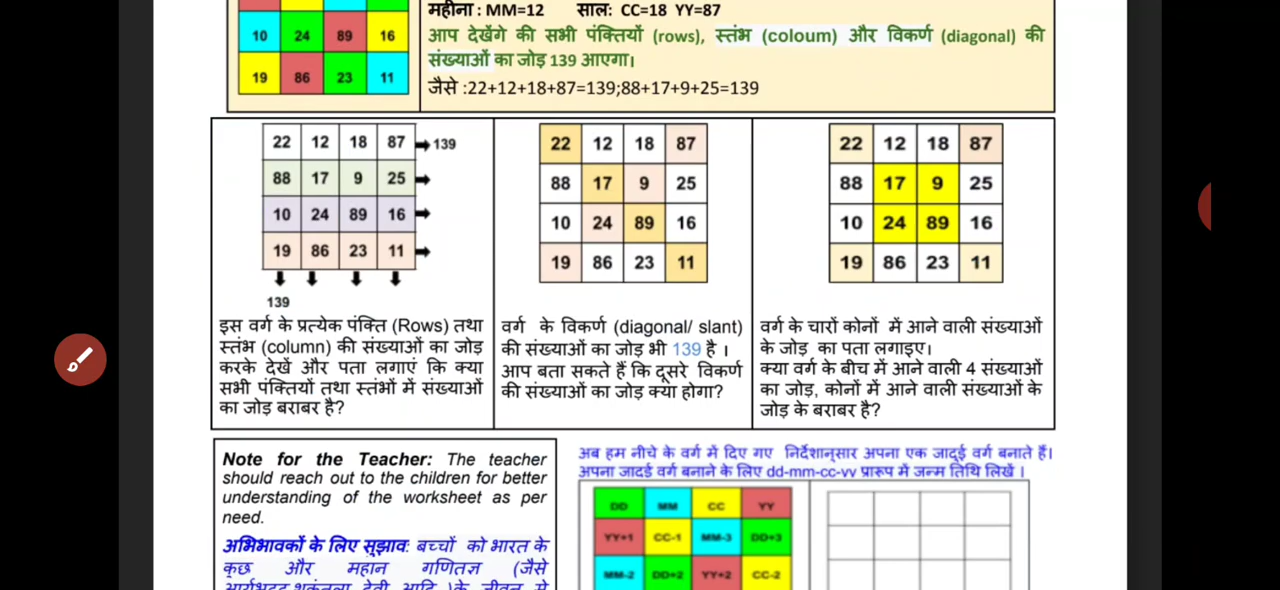 महीना : MM=12 साल: CC=18 YY=87
10 24 89 16
19 86 23 11
आप देखेंगे की सभी पंक्तियों (rows), स्तंभ (coloum) और विकर्ण (diagonal) की
संख्याओं का जोड़ 139 आएगा।
जैसे :22+12+18+87=139;88+17+9+25=139
22 12 18 87 139
88 17 9 25
10 24 89 16
19 86 23 11
139
इस वर्ग के प्रत्येक पंक्ति (Rows) तथा
स्तंभ (column) की संख्याओं का जोड़
करके देखें और पता लगाएं कि क्या
सभी पंक्तियों तथा स्तंभों में संख्याओं
का जोड़ बराबर है?
22 12 18 87
88 17 9 25
10 24 89 16
19 86 23 11
वर्ग के विकर्ण (diagonal/ slant)
की संख्याओं का जोड़ भी 139 है ।
आप बता सकते हैं कि दूसरे विकर्ण
की संख्याओं का जोड़ क्या होगा?
22 12 18 87
88 17 9 25
10 24 89 16
19 86 23 11
वर्ग के चारों कोनों में आने वाली संख्याओं
के जोड़ का पता लगाइए।
क्या वर्ग के बीच में आने वाली 4 संख्याओं
का जोड़, कोनों में आने वाली संख्याओं के
जोड़ के बराबर है?
Note for the Teacher: The teacher
should reach out to the children for better
understanding of the worksheet as per
need.
अभिभावकों के लिए सुझाव: बच्चों को भारत के
कुछ और महान गणितज्ञ (जैसे
अब हम नीचे के वर्ग में दिए गए निर्देशानुसार अपना एक जादुई वर्ग बनाते हैं।
अपना जादुई वर्ग बनाने के लिए dd-mm-cc-yy प्रारूप में जन्म तिथि लिखें ।
DD MM CC YY
YY+1 CC-1 MM-3 DD+3
MM-2 DD+2 YY+2 CC-2